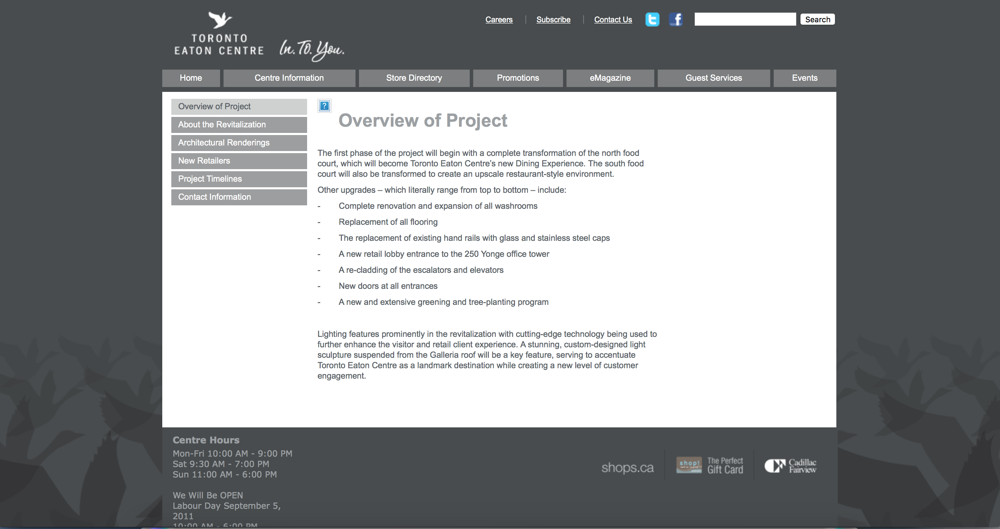 TORONTO
EATON CENTRE
In.TO.You.
Careers
Subscribe
Contact Us
Search
Home
Centre Information
Store Directory
Promotions
eMagazine
Guest Services
Events
Overview of Project
About the Revitalization
Architectural Renderings
New Retailers
Project Timelines
Contact Information
Overview of Project
The first phase of the project will begin with a complete transformation of the north food
court, which will become Toronto Eaton Centre’s new Dining Experience. The south food
court will also be transformed to create an upscale restaurant-style environment.
Other upgrades – which literally range from top to bottom – include:
- Complete renovation and expansion of all washrooms
- Replacement of all flooring
- The replacement of existing hand rails with glass and stainless steel caps
- A new retail lobby entrance to the 250 Yonge office tower
- A re-cladding of the escalators and elevators
- New doors at all entrances
- A new and extensive greening and tree-planting program
Lighting features prominently in the revitalization with cutting-edge technology being used to
further enhance the visitor and retail client experience. A stunning, custom-designed light
sculpture suspended from the Galleria roof will be a key feature, serving to accentuate
Toronto Eaton Centre as a landmark destination while creating a new level of customer
engagement.
Centre Hours
Mon-Fri 10:00 AM - 9:00 PM
Sat 9:30 AM - 7:00 PM
Sun 11:00 AM - 6:00 PM
We Will Be OPEN
Labour Day September 5,
2011
10:00 AM - 6:00 PM
shops.ca
shop!
The Perfect
Gift Card
Cadillac
Fairview